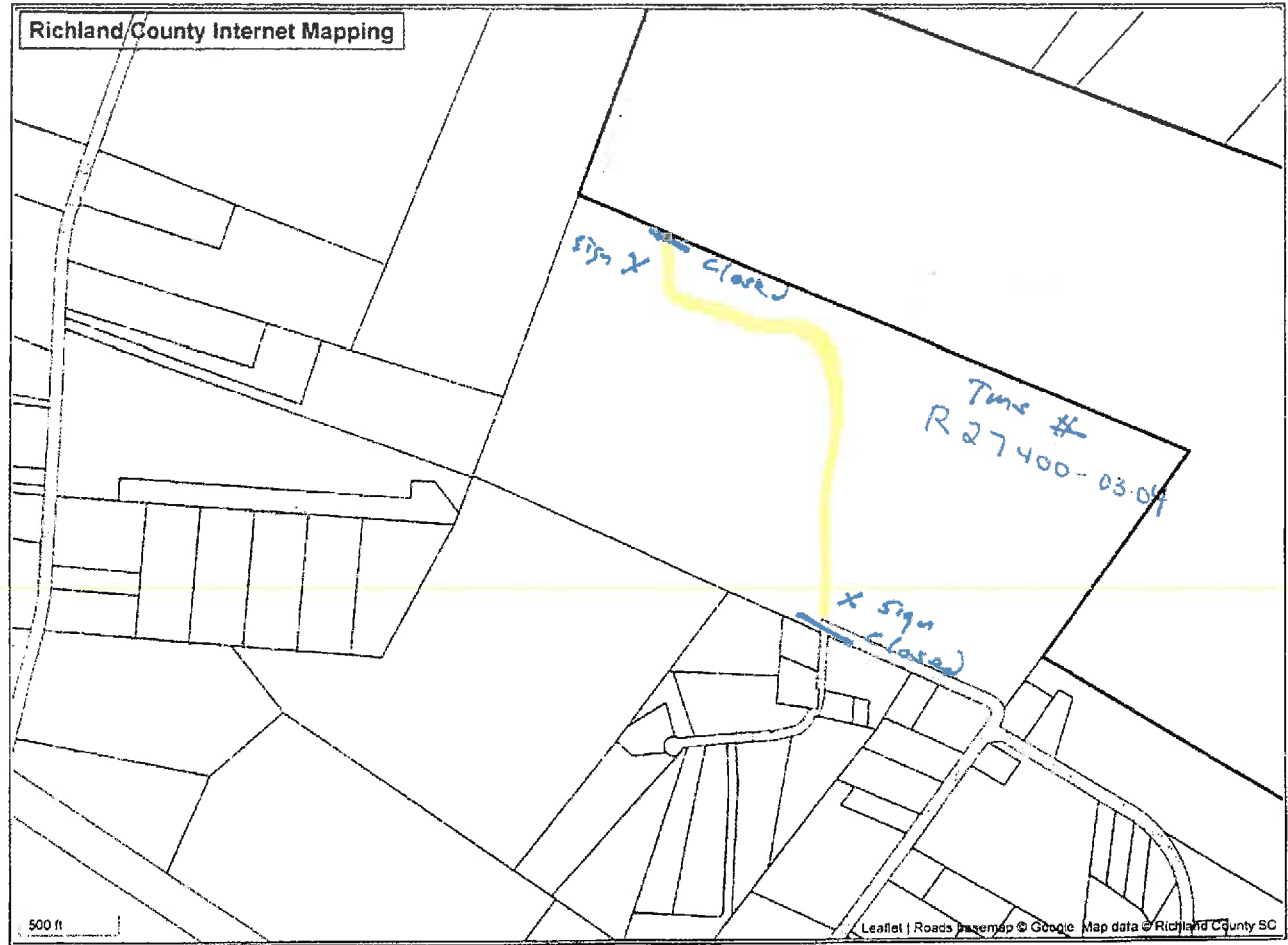 Richland County Internet Mapping
sign X
Closed
Tms #
R27400-03-04
X Sign
Closed
500 ft
Leaflet | Roads basemap © Google Map data © Richland County SC